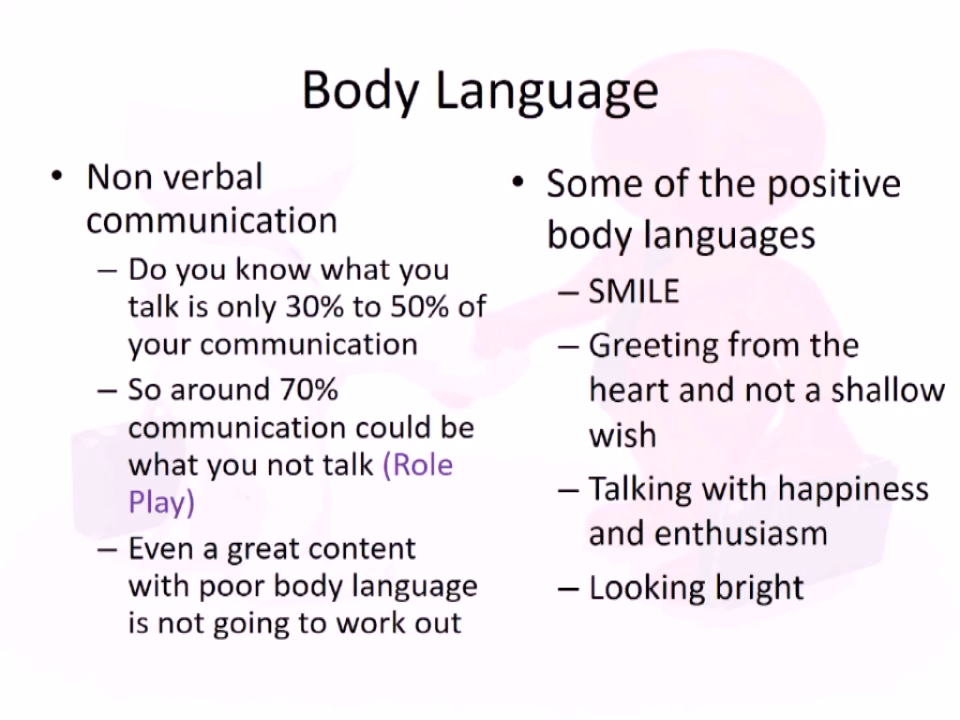 Body Language
• Non verbal
communication
– Do you know what you
talk is only 30% to 50% of
your communication
– So around 70%
communication could be
what you not talk (Role
Play)
– Even a great content
with poor body language
is not going to work out
• Some of the positive
body languages
– SMILE
– Greeting from the
heart and not a shallow
wish
– Talking with happiness
and enthusiasm
– Looking bright